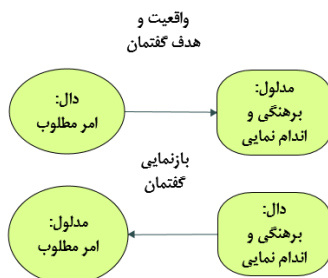 واقعیت و
هدف گفتمان
دال:
امر مطلوب
مدلول:
برهنگی و
اندام نمایی
بازنمایی
گفتمان
مدلول:
امر مطلوب
دال:
برهنگی و
اندام نمایی